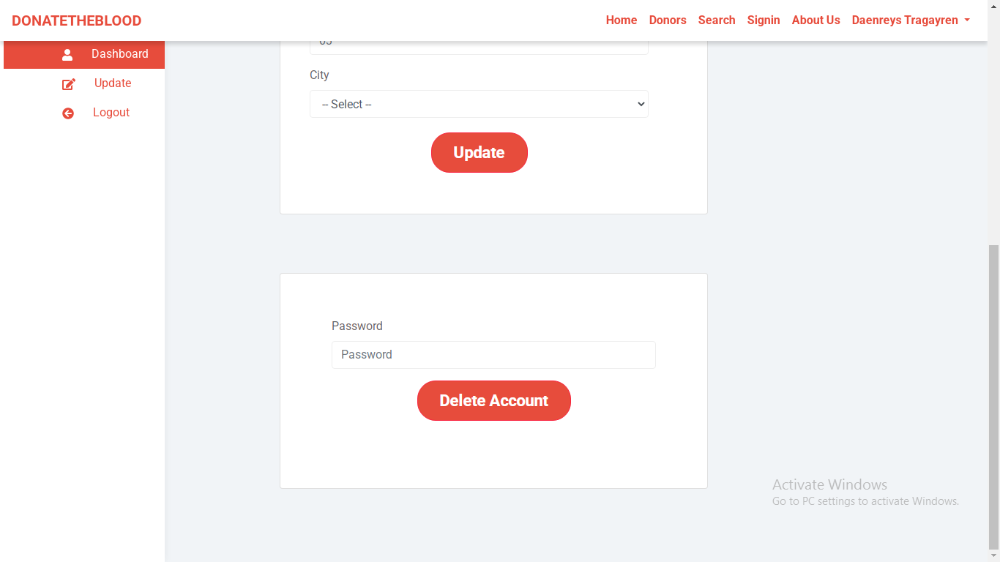 DONATETHEBLOOD
Home Donors Search Signin About Us Daenreys Tragayren
Dashboard
Update
Logout
City
-- Select --
Update
Password
Password
Delete Account
Activate Windows
Go to PC settings to activate Windows.